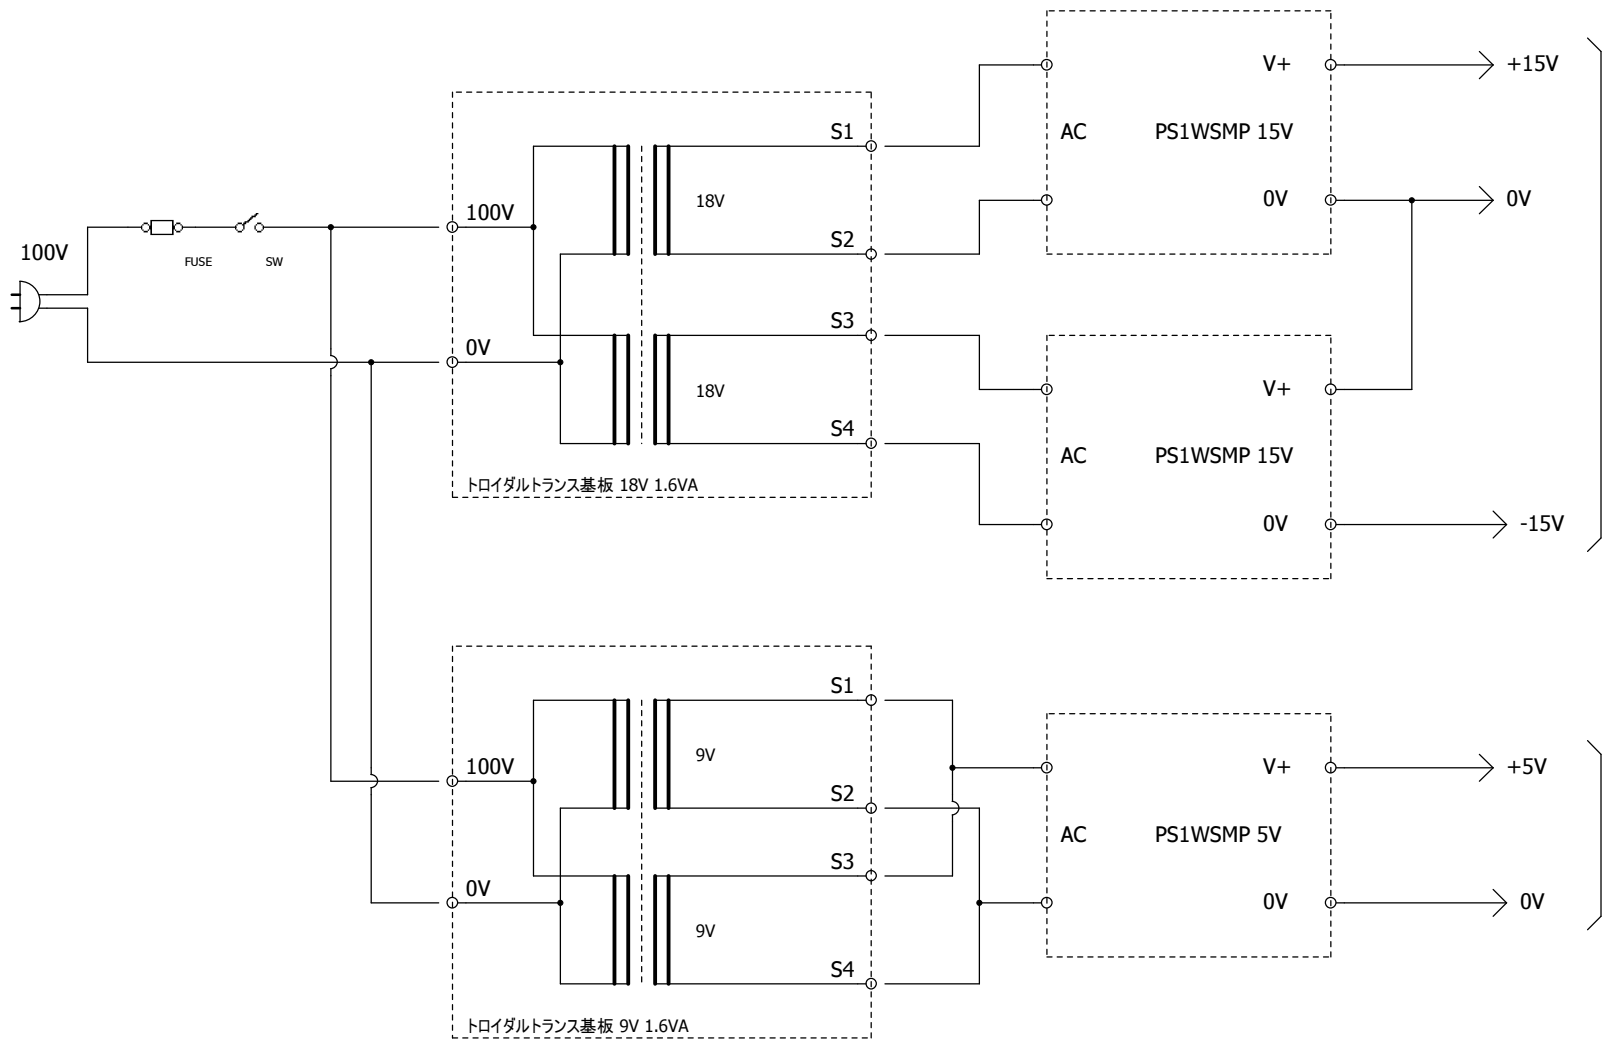 V+
+15V
S1
AC
PS1WSMP 15V
18V
0V
0V
100V
S2
100V
FUSE
SW
S3
0V
V+
18V
S4
AC
PS1WSMP 15V
トロイダルトランス基板 18V 1.6VA
0V
-15V
S1
9V
V+
+5V
100V
S2
AC
PS1WSMP 5V
S3
0V
0V
0V
9V
S4
トロイダルトランス基板 9V 1.6VA